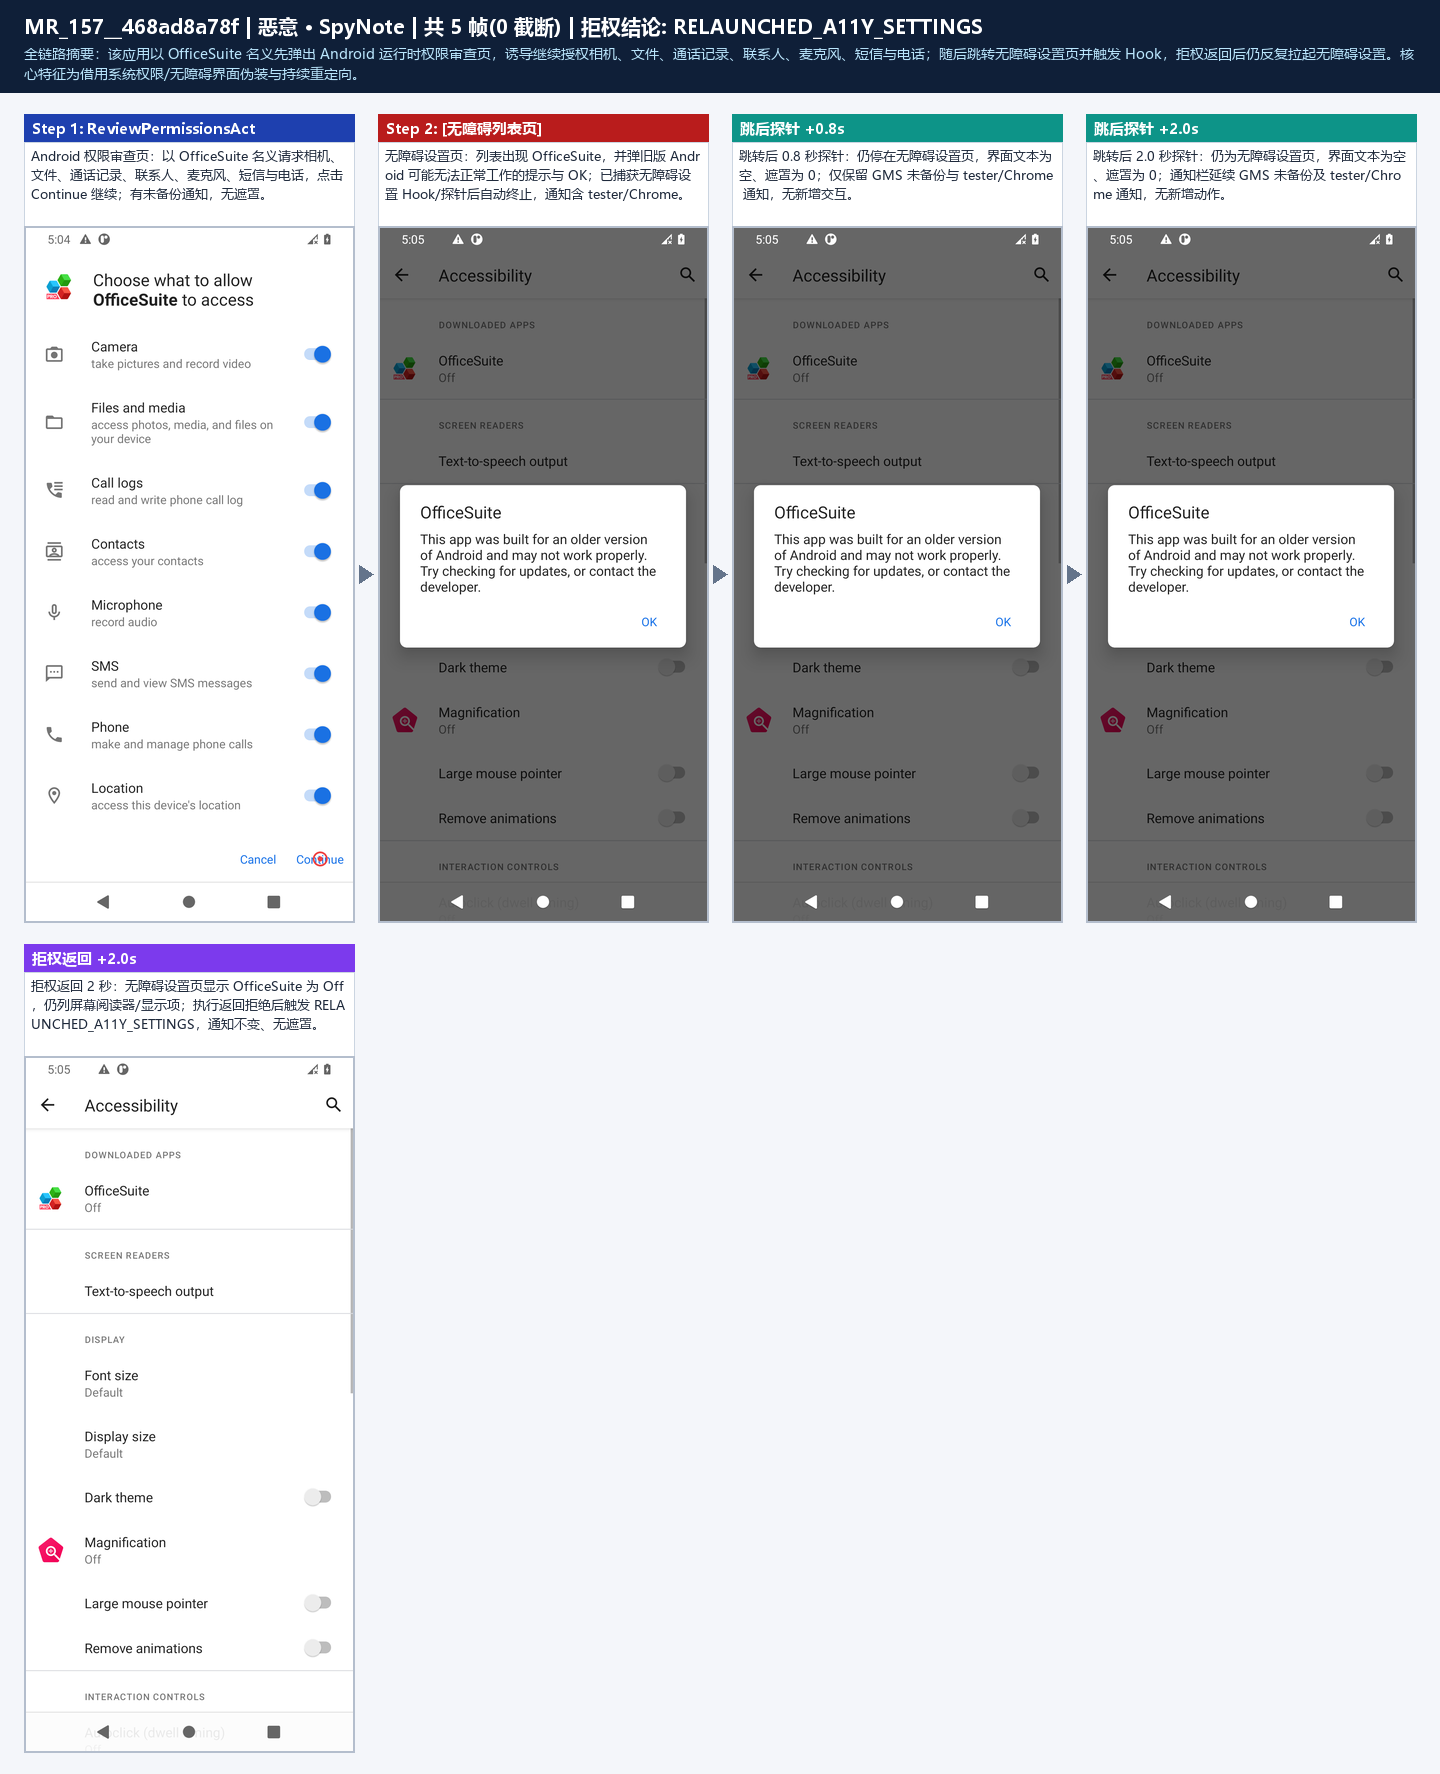 MR_157__468ad8a78f | 恶意 • SpyNote | 共 5 帧(0 截断) | 拒权结论: RELAUNCHED_A11Y_SETTINGS
全链路摘要：该应用以 OfficeSuite 名义先弹出 Android 运行时权限审查页，诱导继续授权相机、文件、通话记录、联系人、麦克风、短信与电话；随后跳转无障碍设置页并触发 Hook，拒权返回后仍反复拉起无障碍设置。核
心特征为借用系统权限/无障碍界面伪装与持续重定向。
Step 1: ReviewPermissionsAct
Android 权限审查页：以 OfficeSuite 名义请求相机、
文件、通话记录、联系人、麦克风、短信与电话，点击
Continue 继续；有未备份通知，无遮罩。
5:04
Choose what to allow
OfficeSuite to access
Camera
take pictures and record video
Files and media
access photos, media, and files on
your device
Call logs
read and write phone call log
Contacts
access your contacts
Microphone
record audio
SMS
send and view SMS messages
Phone
make and manage phone calls
Location
access this device's location
Cancel
Continue
Step 2: [无障碍列表页]
无障碍设置页：列表出现 OfficeSuite，并弹旧版 Andr
oid 可能无法正常工作的提示与 OK；已捕获无障碍设
置 Hook/探针后自动终止，通知含 tester/Chrome。
5:05
Accessibility
DOWNLOADED APPS
OfficeSuite
Off
SCREEN READERS
Text-to-speech output
OfficeSuite
This app was built for an older version
of Android and may not work properly.
Try checking for updates, or contact the
developer.
OK
Dark theme
Magnification
Off
Large mouse pointer
Remove animations
INTERACTION CONTROLS
跳后探针 +0.8s
跳转后 0.8 秒探针：仍停在无障碍设置页，界面文本为
空、遮罩为 0；仅保留 GMS 未备份与 tester/Chrome
通知，无新增交互。
5:05
Accessibility
DOWNLOADED APPS
OfficeSuite
Off
SCREEN READERS
Text-to-speech output
OfficeSuite
This app was built for an older version
of Android and may not work properly.
Try checking for updates, or contact the
developer.
OK
Dark theme
Magnification
Off
Large mouse pointer
Remove animations
INTERACTION CONTROLS
跳后探针 +2.0s
跳转后 2.0 秒探针：仍为无障碍设置页，界面文本为空
、遮罩为 0；通知栏延续 GMS 未备份及 tester/Chro
me 通知，无新增动作。
5:05
Accessibility
DOWNLOADED APPS
OfficeSuite
Off
SCREEN READERS
Text-to-speech output
OfficeSuite
This app was built for an older version
of Android and may not work properly.
Try checking for updates, or contact the
developer.
OK
Dark theme
Magnification
Off
Large mouse pointer
Remove animations
INTERACTION CONTROLS
拒权返回 +2.0s
拒权返回 2 秒：无障碍设置页显示 OfficeSuite 为 Off
，仍列屏幕阅读器/显示项；执行返回拒绝后触发 RELA
UNCHED_A11Y_SETTINGS，通知不变、无遮罩。
5:05
Accessibility
DOWNLOADED APPS
OfficeSuite
Off
SCREEN READERS
Text-to-speech output
DISPLAY
Font size
Default
Display size
Default
Dark theme
Magnification
Off
Large mouse pointer
Remove animations
INTERACTION CONTROLS